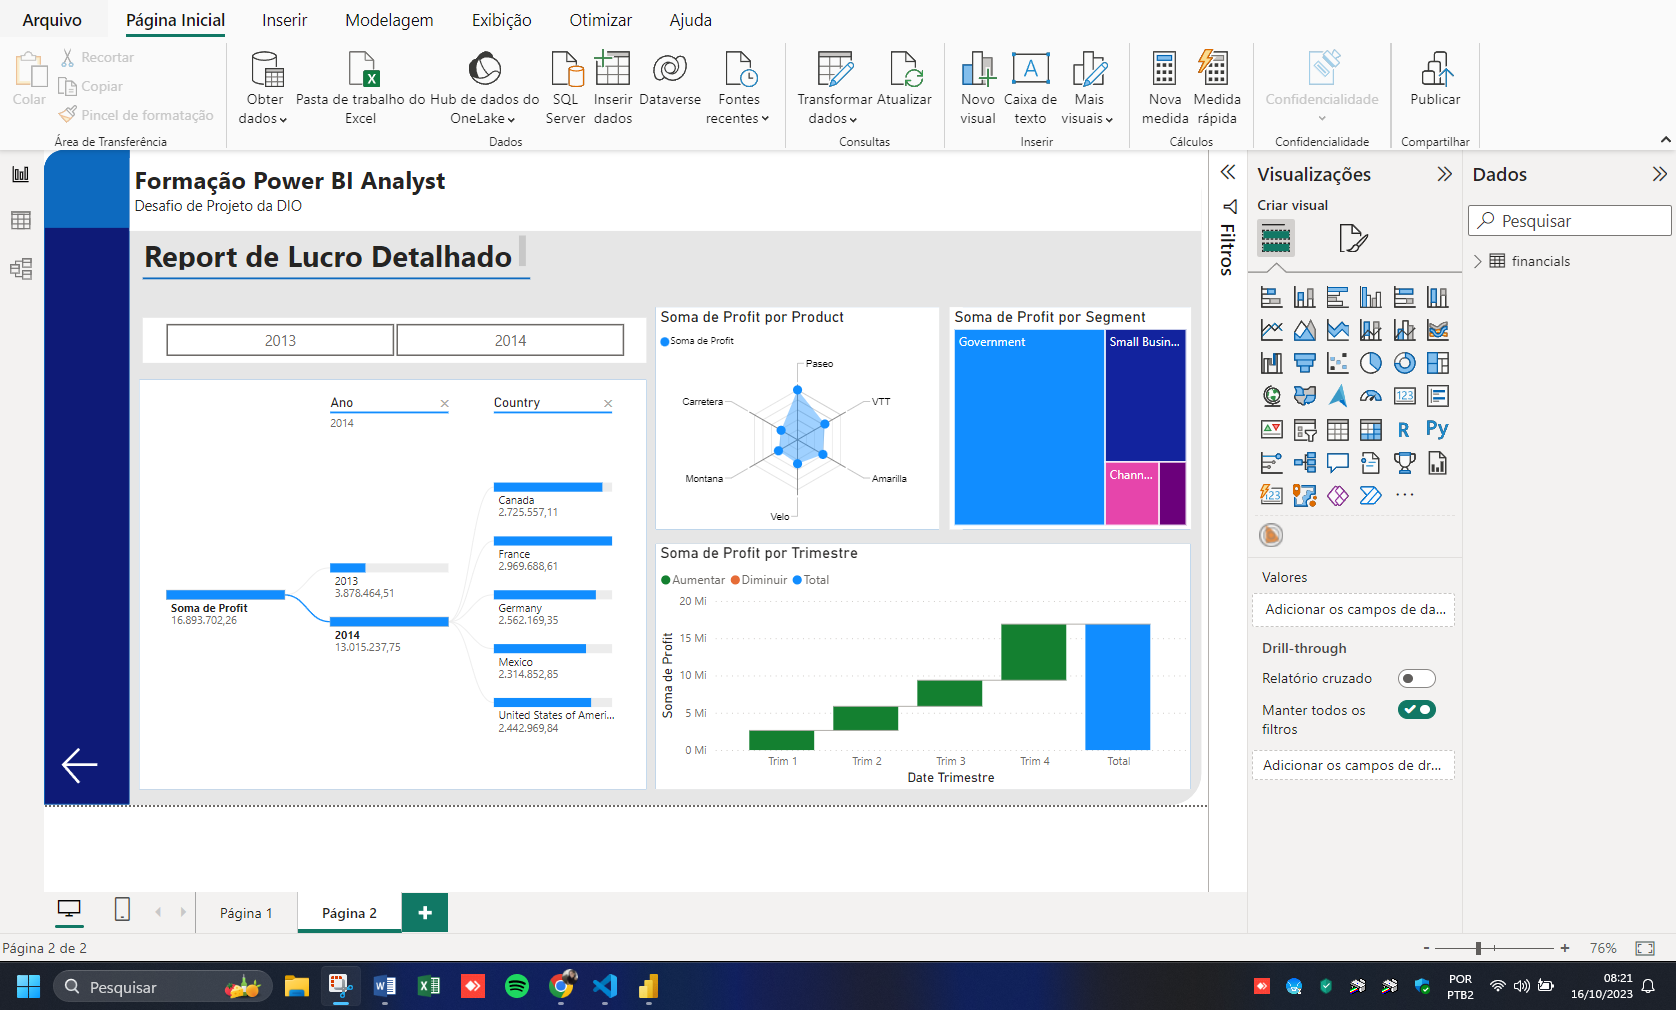 Arquivo
Página Inicial
Inserir
Modelagem
Exibição
Otimizar
Ajuda
Colar
Recortar
Copiar
Pincel de formatação
Área de Transferência
Obter dados
Pasta de trabalho do Excel
Hub de dados do OneLake
SQL Server
Inserir dados
Dataverse
Fontes recentes
Dados
Transformar dados
Atualizar
Consultas
Novo visual
Caixa de texto
Mais visuais
Inserir
Nova medida
Medida rápida
Cálculos
Confidencialidade
Confidencialidade
Publicar
Compartilhar
Formação Power BI Analyst
Desafio de Projeto da DIO
Report de Lucro Detalhado
2013
2014
Ano
2014
Country
Soma de Profit
16.893.702,26
2013
3.878.464,51
2014
13.015.237,75
Canada
2.725.557,11
France
2.969.688,61
Germany
2.562.169,35
Mexico
2.314.852,85
United States of Ameri...
2.442.969,84
Soma de Profit por Product
Soma de Profit
Paseo
VTT
Amarilla
Velo
Montana
Carretera
Soma de Profit por Segment
Government
Small Busin...
Chann...
Soma de Profit por Trimestre
Aumentar
Diminuir
Total
Soma de Profit
20 Mi
15 Mi
10 Mi
5 Mi
0 Mi
Trim 1
Trim 2
Trim 3
Trim 4
Total
Date Trimestre
Filtros
Visualizações
Criar visual
123
R
Py
123
Valores
Adicionar os campos de da...
Drill-through
Relatório cruzado
Manter todos os filtros
Adicionar os campos de dr...
Dados
Pesquisar
financials
Página 1
Página 2
Página 2 de 2
76%
Pesquisar
POR
PTB2
08:21
16/10/2023